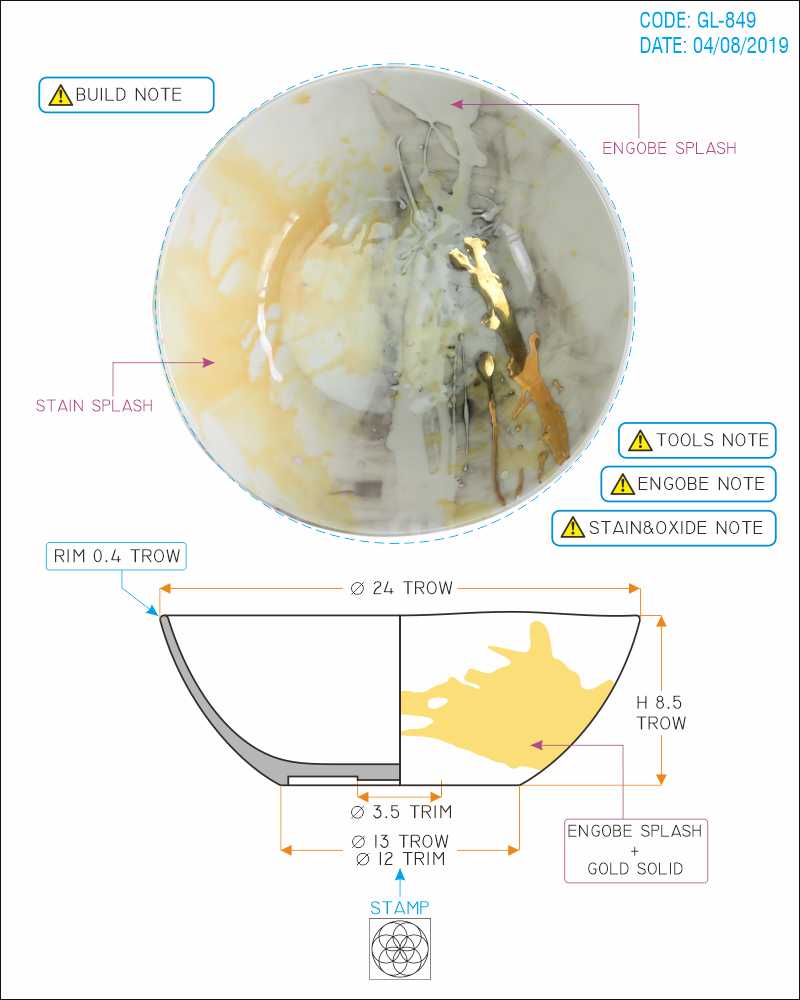 CODE: GL-849
DATE: 04/08/2019
BUILD NOTE
ENGOBE SPLASH
STAIN SPLASH
TOOLS NOTE
ENGOBE NOTE
STAIN&OXIDE NOTE
RIM 0.4 TROW
∅ 24 TROW
H 8.5
TROW
∅ 3.5 TRIM
∅ 13 TROW
∅ 12 TRIM
ENGOBE SPLASH
+
GOLD SOLID
STAMP